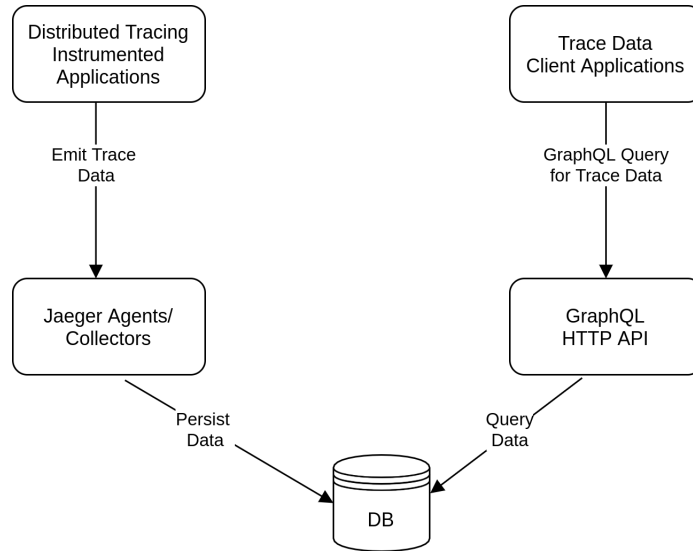 Distributed Tracing
Instrumented
Applications
Trace Data
Client Applications
Emit Trace
Data
GraphQL Query
for Trace Data
Jaeger Agents/
Collectors
GraphQL
HTTP API
Persist
Data
Query
Data
DB